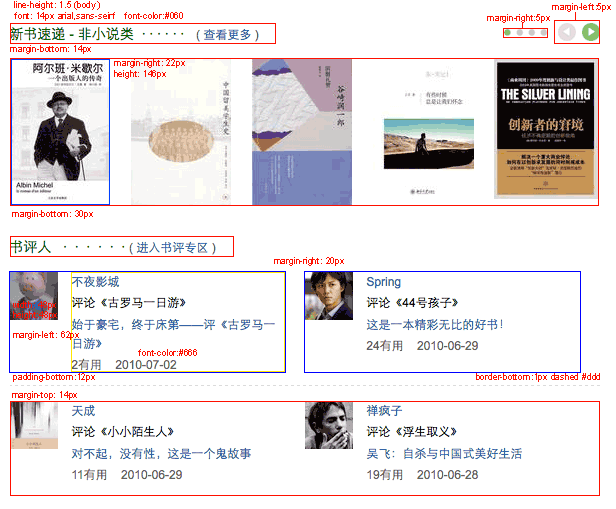 line-height: 1.5 (body)
font: 14px arial,sans-seirf font-color:#060
margin-right:5px
margin-left:5px
新书速递 - 非小说类 · · · · · · ( 查看更多 )
margin-bottom: 14px
margin-right: 22px
height: 146px
阿尔班·米歇尔
一个出版人的传奇
Albin Michel
中国留美学生史
谷崎润一郎
有些时候
总是让我们怀念
THE SILVER LINING
创新者的窘境
margin-bottom: 30px
书评人 · · · · · · ( 进入书评专区 )
margin-right: 20px
不夜影城
评论《古罗马一日游》
始于豪宅，终于床第——评《古罗马一
日游》
2有用 2010-07-02
margin-left: 62px
font-color:#666
padding-bottom:12px
Spring
评论《44号孩子》
这是一本精彩无比的好书！
24有用 2010-06-29
border-bottom:1px dashed #ddd
margin-top: 14px
天成
评论《小小陌生人》
对不起，没有性，这是一个鬼故事
11有用 2010-06-29
禅疯子
评论《浮生取义》
吴飞：自杀与中国式美好生活
19有用 2010-06-28